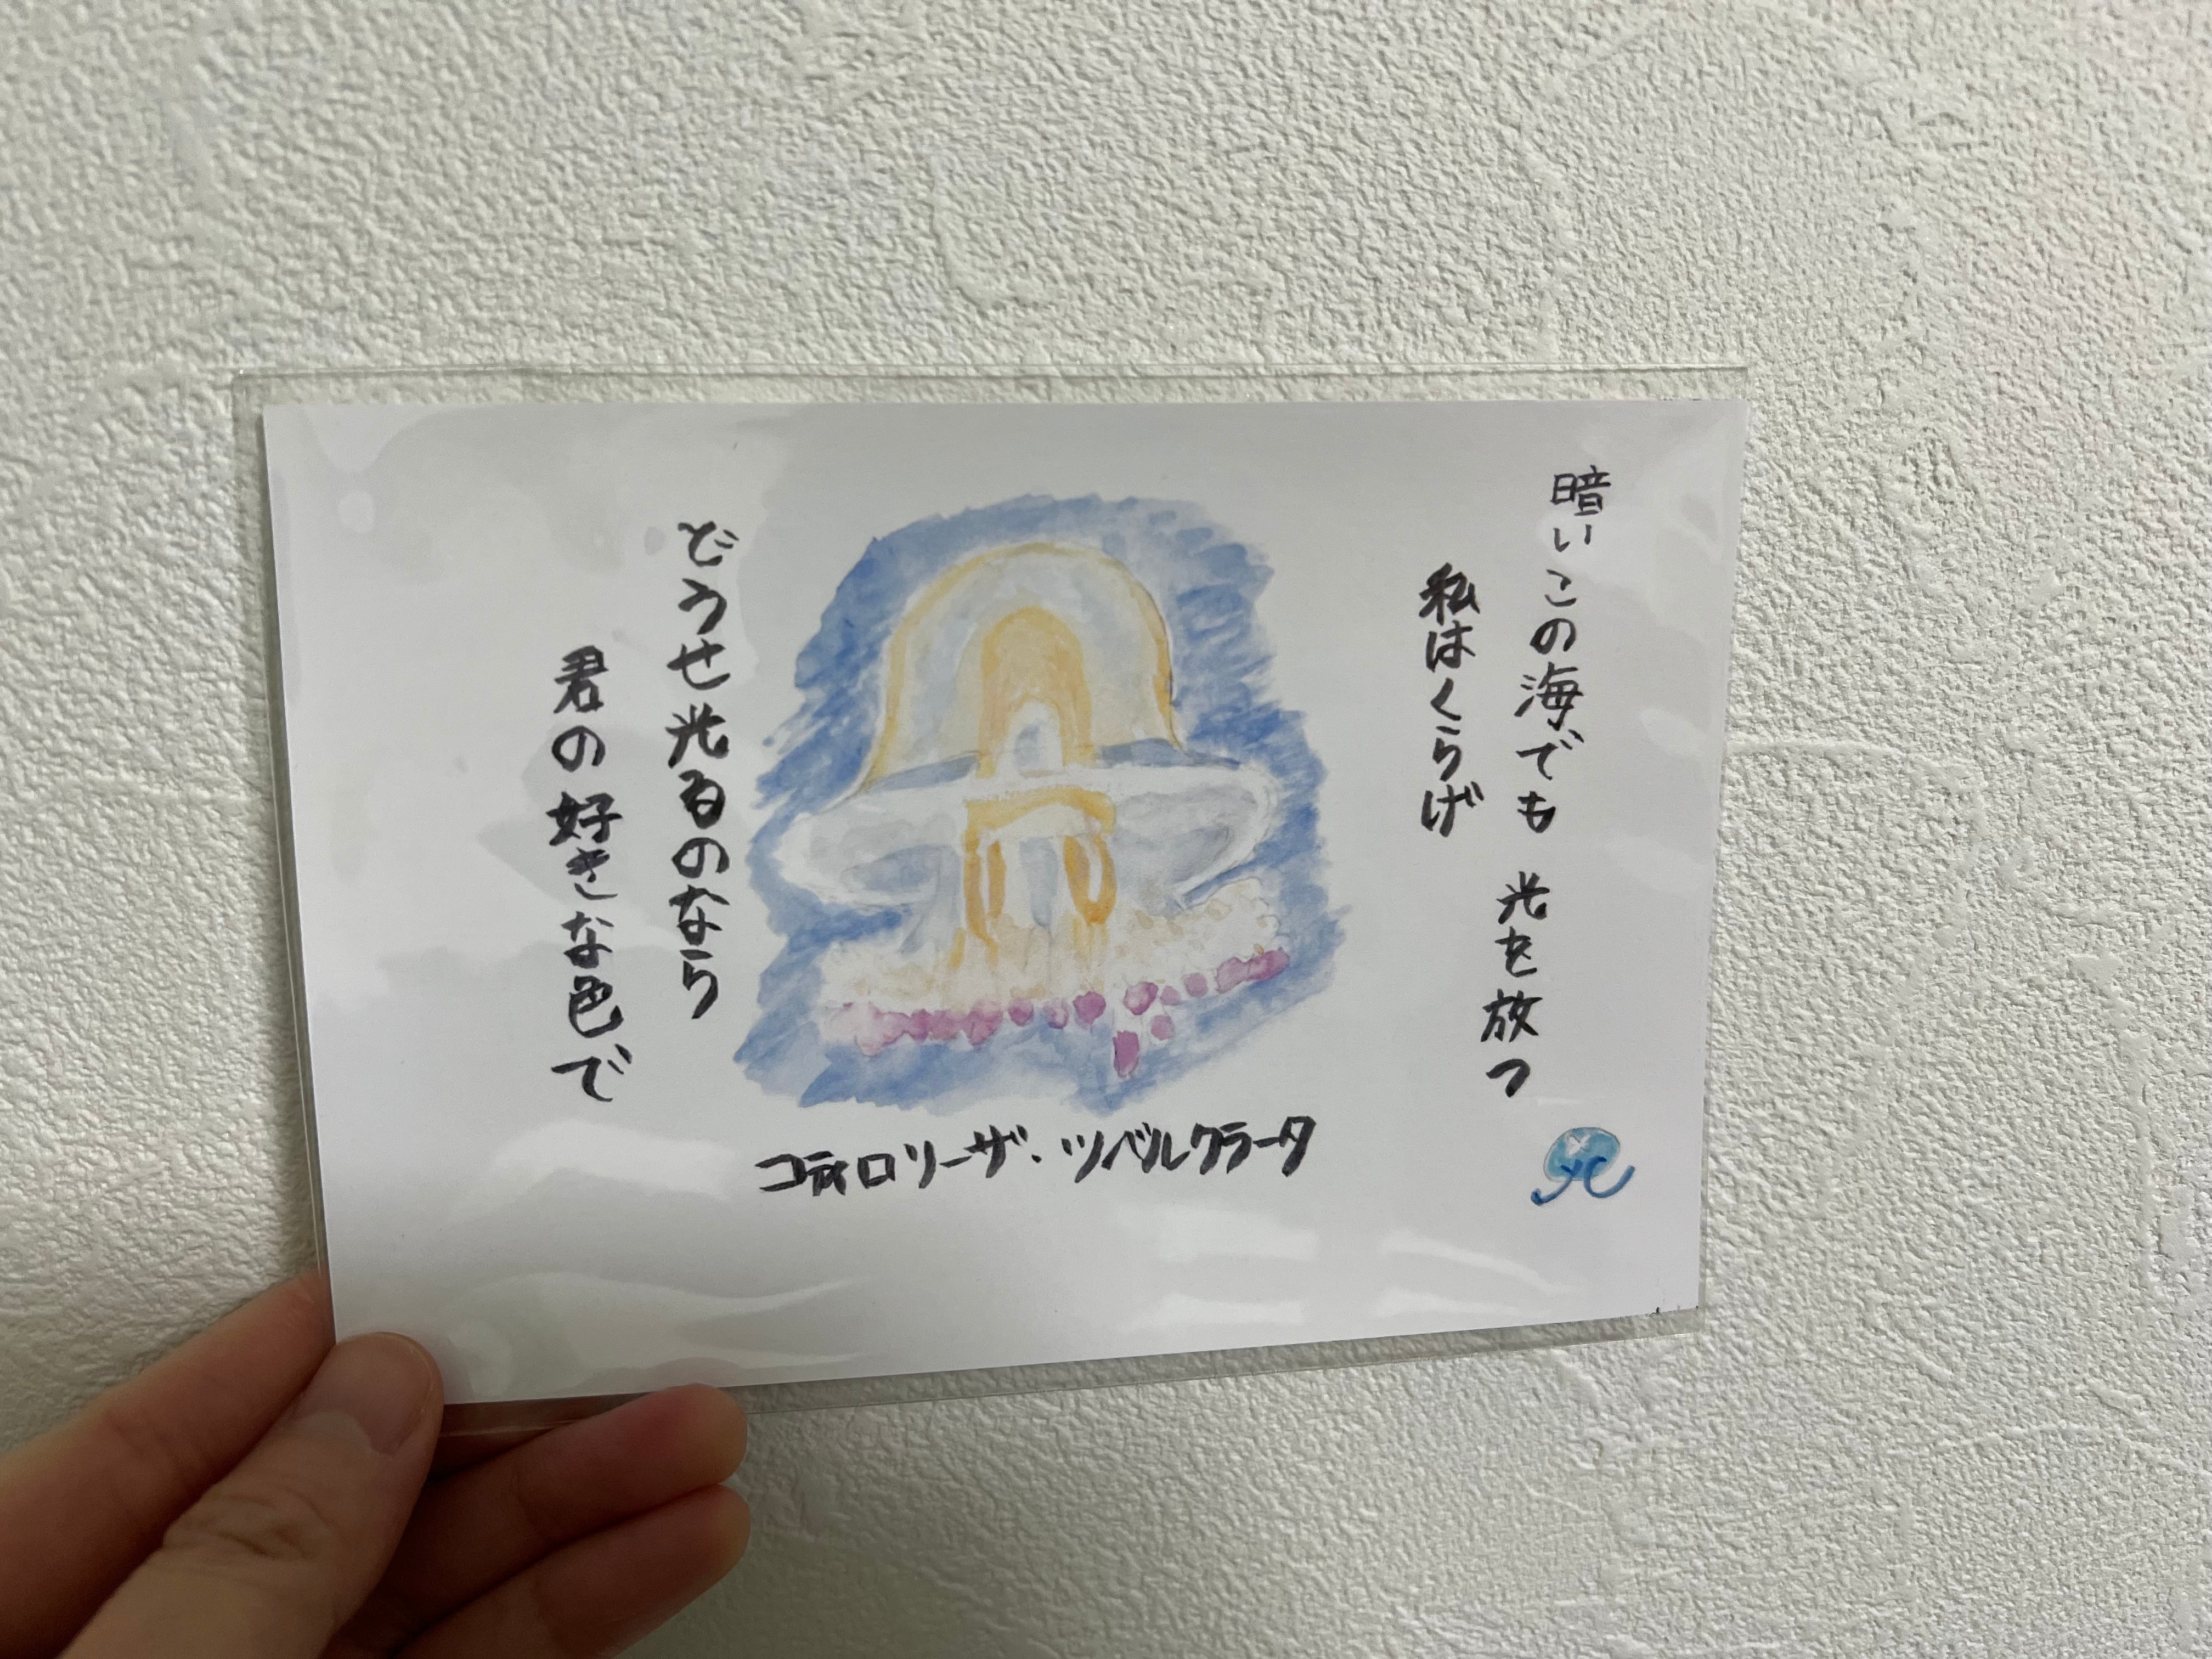 暗いこの海でも 光を放つ
私はくらげ
どうせ光るのなら
君の好きな色で
コティロリーザ・ツバルクラータ